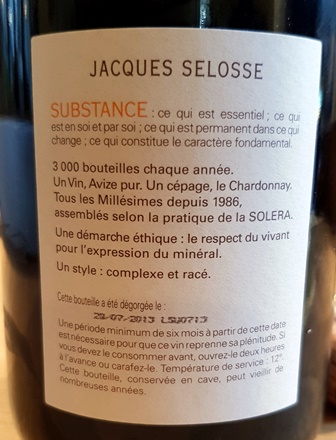 JACQUES SELOSSE
SUBSTANCE : ce qui est essentiel ; ce qui
est en soi et par soi ; ce qui est permanent dans ce qui
change ; ce qui constitue le caractère fondamental.
3 000 bouteilles chaque année.
Un Vin, Avize pur. Un cépage, le Chardonnay.
Tous les Millésimes depuis 1986,
assemblés selon la pratique de la SOLERA.
Une démarche éthique : le respect du vivant
pour l'expression du minéral.
Un style : complexe et racé.
Cette bouteille a été dégorgée le :
Une période minimum de six mois à partir de cette date
est nécessaire pour que ce vin reprenne sa plénitude. Si
vous devez le consommer avant, ouvrez-le deux heures
à l'avance ou carafez-le. Température de service : 12°.
Cette bouteille, conservée en cave, peut vieillir de
nombreuses années.